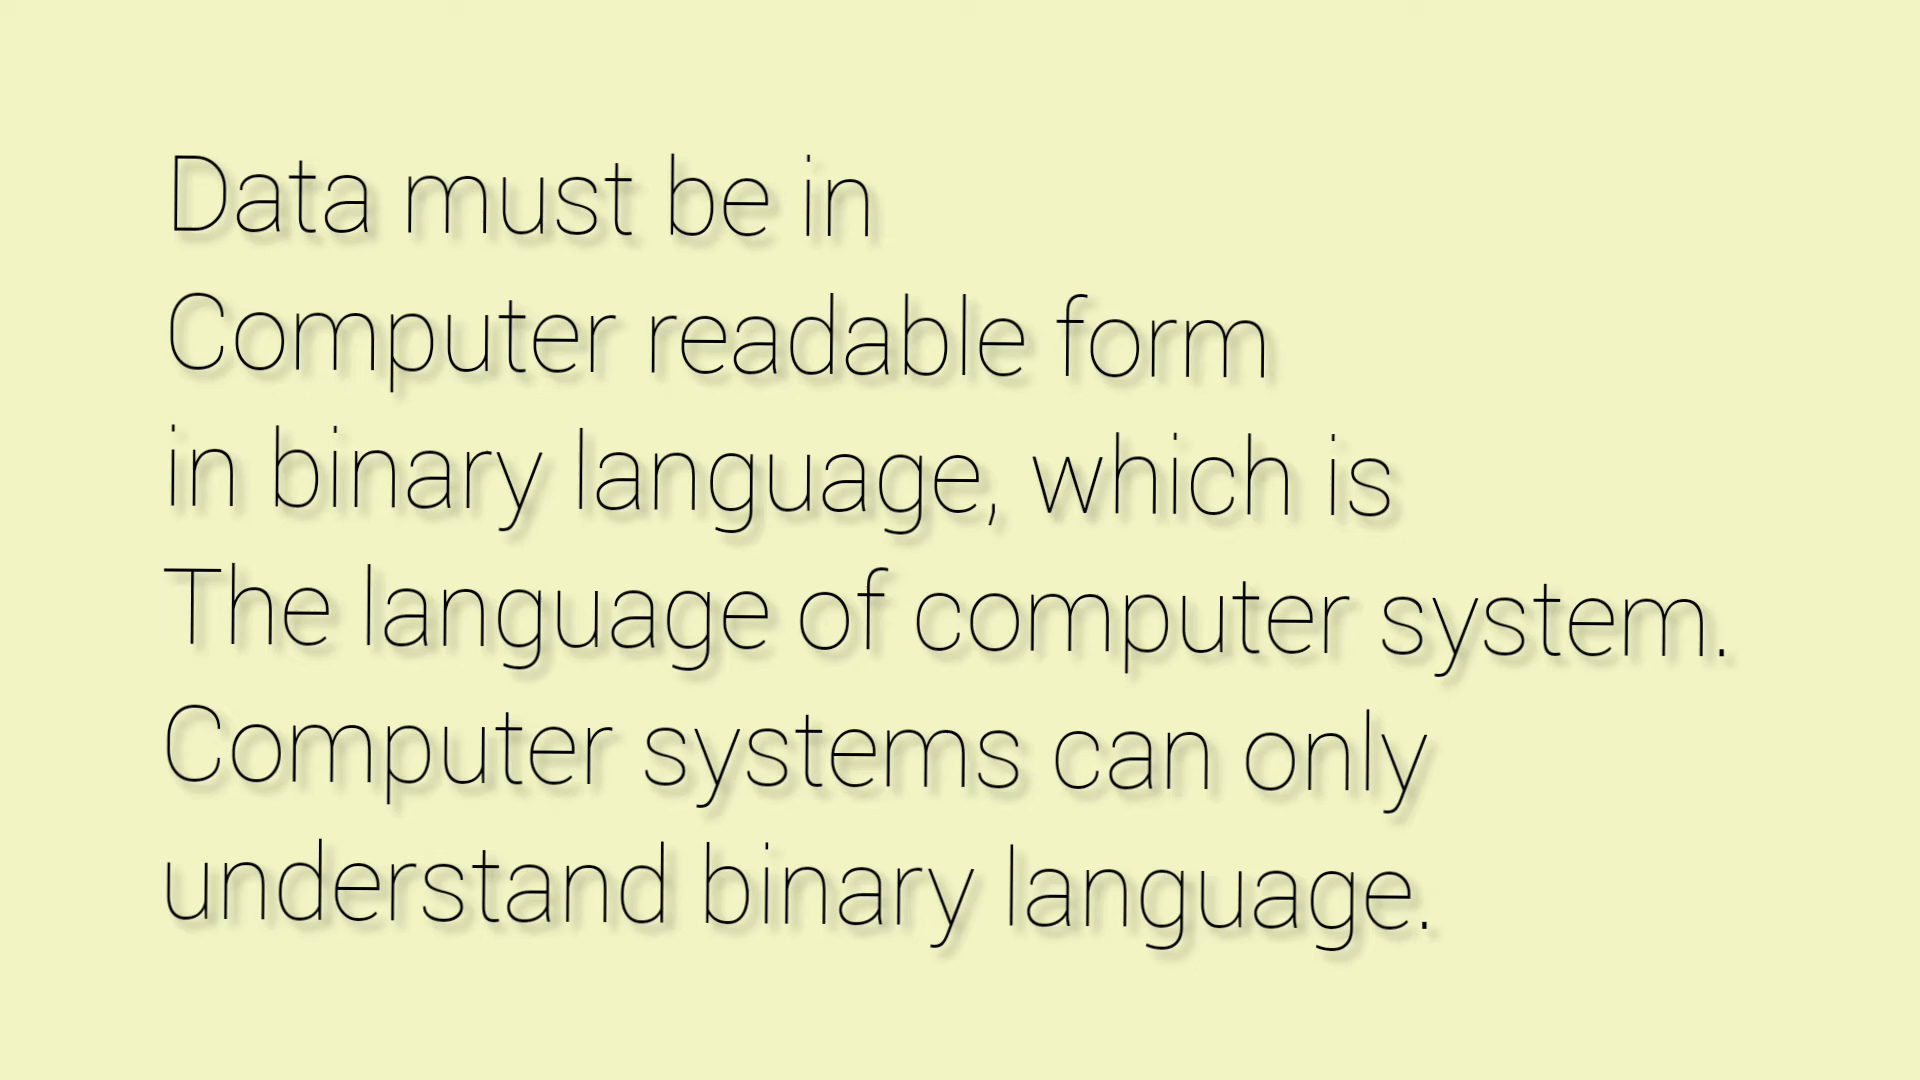 Data must be in
Computer readable form
in binary language, which is
The language of computer system.
Computer systems can only
understand binary language.